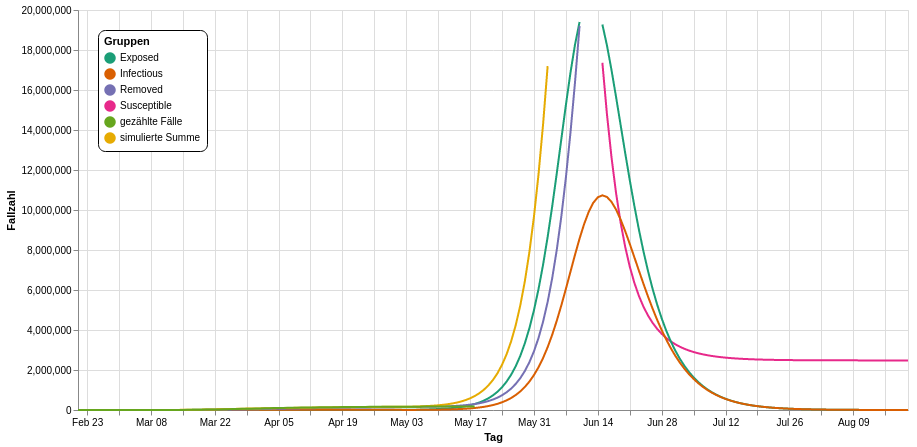 20,000,000
18,000,000
16,000,000
14,000,000
12,000,000
10,000,000
8,000,000
6,000,000
4,000,000
2,000,000
0
Fallzahl
Gruppen
Exposed
Infectious
Removed
Susceptible
gezählte Fälle
simulierte Summe
Feb 23 Mar 08 Mar 22 Apr 05 Apr 19 May 03 May 17 May 31 Jun 14 Jun 28 Jul 12 Jul 26 Aug 09
Tag